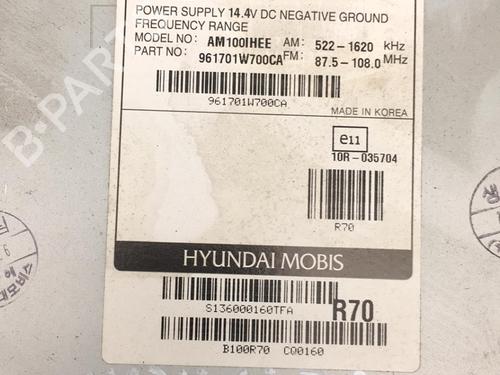 POWER SUPPLY 14.4V DC NEGATIVE GROUND
FREQUENCY RANGE
MODEL NO: AM100IHEE AM: 522-1620 kHz
PART NO: 961701W700CA FM: 87.5-108.0 MHz
961701W700CA
MADE IN KOREA
e11
10R-035704
R70
HYUNDAI MOBIS
S136000160TFA
R70
B100R70 CQ0160
B-PARTS